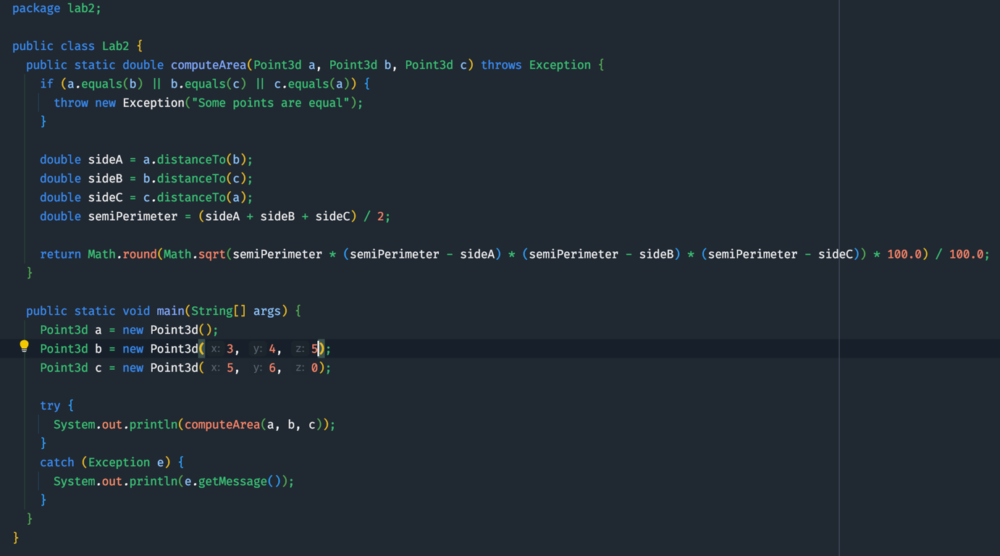 package lab2;
public class Lab2 {
public static double computeArea(Point3d a, Point3d b, Point3d c) throws Exception {
if (a.equals(b) || b.equals(c) || c.equals(a)) {
throw new Exception("Some points are equal");
}
double sideA = a.distanceTo(b);
double sideB = b.distanceTo(c);
double sideC = c.distanceTo(a);
double semiPerimeter = (sideA + sideB + sideC) / 2;
return Math.round(Math.sqrt(semiPerimeter * (semiPerimeter - sideA) * (semiPerimeter - sideB) * (semiPerimeter - sideC)) * 100.0) / 100.0;
}
public static void main(String[] args) {
Point3d a = new Point3d();
Point3d b = new Point3d( x: 3, y: 4, z: 5);
Point3d c = new Point3d( x: 5, y: 6, z: 0);
try {
System.out.println(computeArea(a, b, c));
}
catch (Exception e) {
System.out.println(e.getMessage());
}
}
}